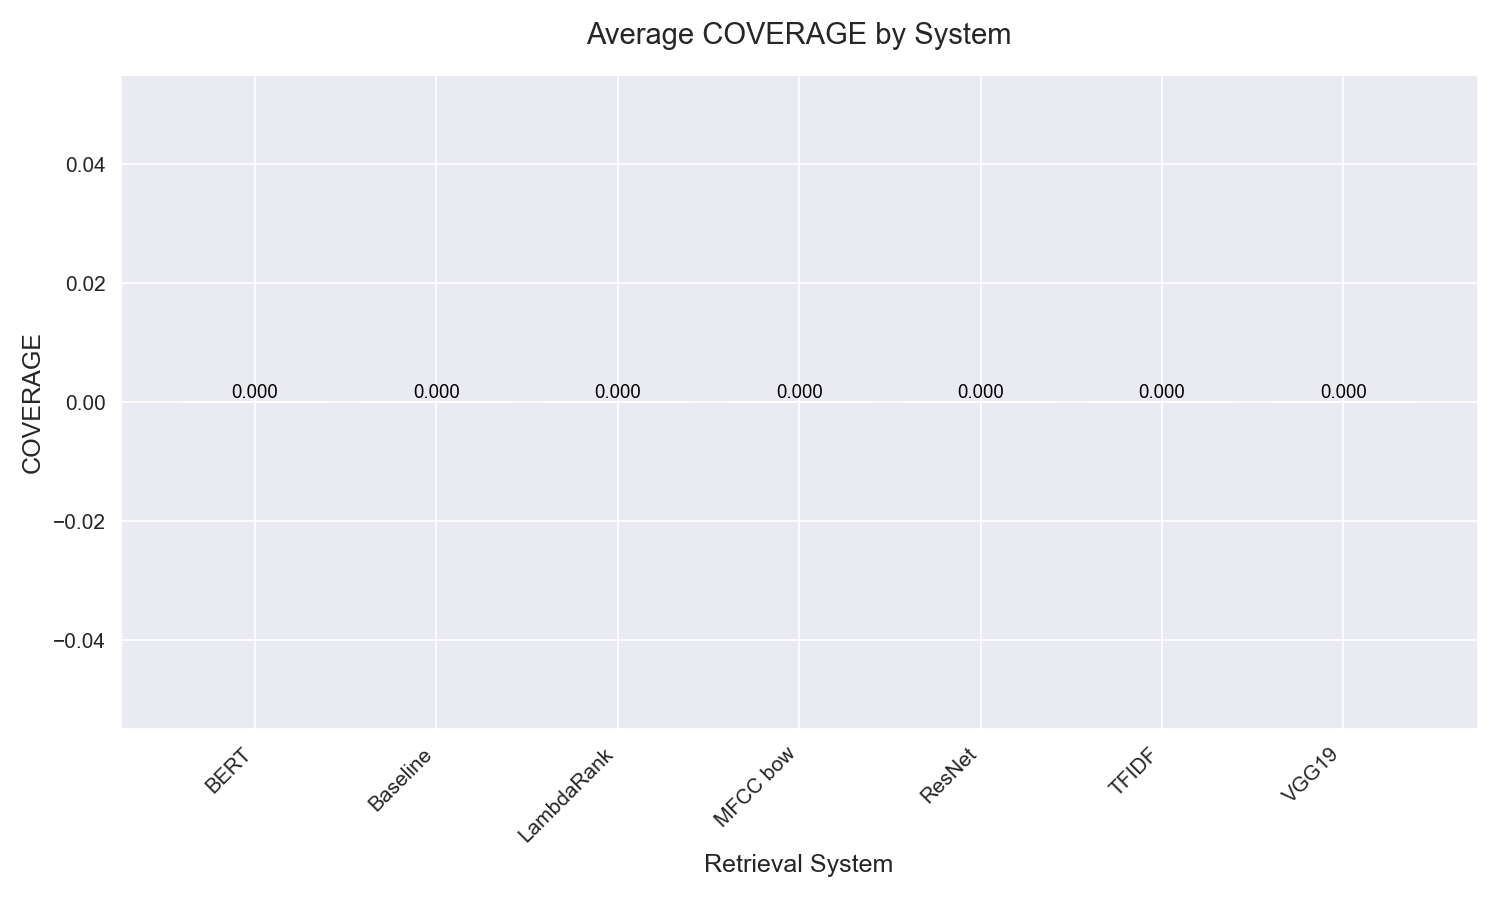 Average COVERAGE by System
COVERAGE
0.04
0.02
0.00
−0.02
−0.04
0.000 0.000 0.000 0.000 0.000 0.000 0.000
BERT Baseline LambdaRank MFCC bow ResNet TFIDF VGG19
Retrieval System